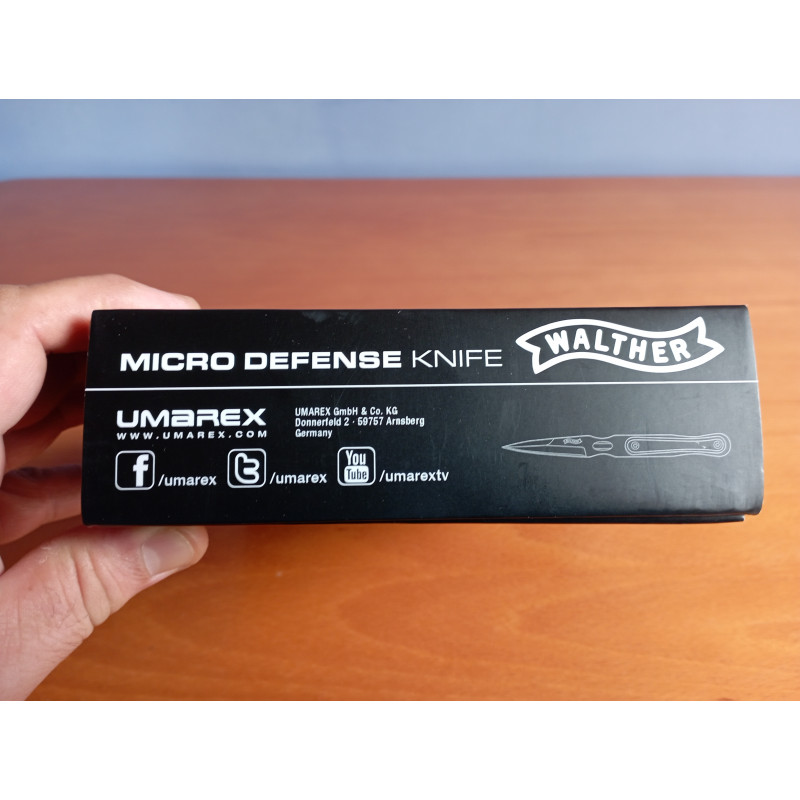 MICRO DEFENSE KNIFE
WALTHER
UMAREX
WWW.UMAREX.COM
UMAREX GmbH & Co. KG
Donnerfeld 2 · 59757 Arnsberg
Germany
f /umarex
t /umarex
You Tube /umarextv